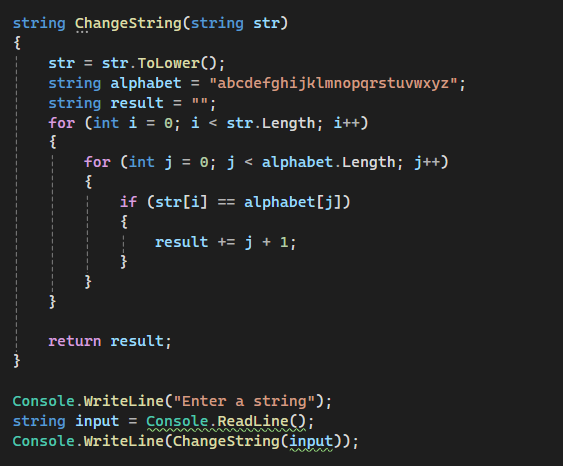 string ChangeString(string str)
{
    str = str.ToLower();
    string alphabet = "abcdefghijklmnopqrstuvwxyz";
    string result = "";
    for (int i = 0; i < str.Length; i++)
    {
        for (int j = 0; j < alphabet.Length; j++)
        {
            if (str[i] == alphabet[j])
            {
                result += j + 1;
            }
        }
    }

    return result;
}

Console.WriteLine("Enter a string");
string input = Console.ReadLine();
Console.WriteLine(ChangeString(input));